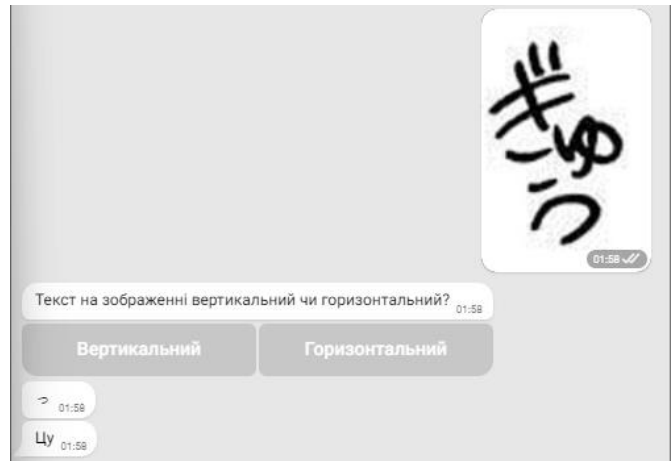 ぎゅう
01:58
Текст на зображенні вертикальний чи горизонтальний? 01:58
Вертикальний Горизонтальний
っ 01:58
Цу 01:58